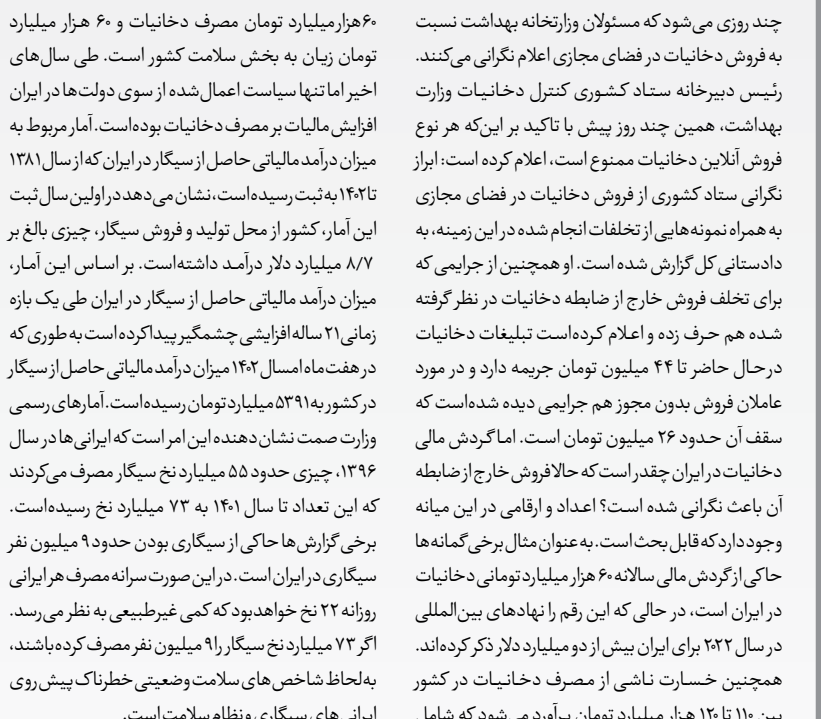 چند روزی می‌شود که مسئولان وزارتخانه بهداشت نسبت
به فروش دخانیات در فضای مجازی اعلام نگرانی می‌کنند.
رئیس دبیرخانه ستاد کشوری کنترل دخانیات وزارت
بهداشت، همین چند روز پیش با تاکید بر این‌که هر نوع
فروش آنلاین دخانیات ممنوع است، اعلام کرده است: ابراز
نگرانی ستاد کشوری از فروش دخانیات در فضای مجازی
به همراه نمونه‌هایی از تخلفات انجام شده در این زمینه، به
دادستانی کل گزارش شده است. او همچنین از جرایمی که
برای تخلف فروش خارج از ضابطه دخانیات در نظر گرفته
شده هم حرف زده و اعلام کرده‌است تبلیغات دخانیات
در حال حاضر تا ۴۴ میلیون تومان جریمه دارد و در مورد
عاملان فروش بدون مجوز هم جرایمی دیده شده‌است که
سقف آن حدود ۲۶ میلیون تومان است. اما گردش مالی
دخانیات در ایران چقدر است که حالا فروش خارج از ضابطه
آن باعث نگرانی شده است؟ اعداد و ارقامی در این میانه
وجود دارد که قابل بحث است. به‌عنوان مثال برخی گمانه‌ها
حاکی از گردش مالی سالانه ۶۰ هزار میلیارد تومانی دخانیات
در ایران است، در حالی که این رقم را نهادهای بین‌المللی
در سال ۲۰۲۲ برای ایران بیش از دو میلیارد دلار ذکر کرده‌اند.
همچنین خسارت ناشی از مصرف دخانیات در کشور
بین ۱۱۰ تا ۱۲۰ هزار میلیارد تومان برآورد می‌شود که شامل
۶۰هزار میلیارد تومان مصرف دخانیات و ۶۰ هزار میلیارد
تومان زیان به بخش سلامت کشور است. طی سال‌های
اخیر اما تنها سیاست اعمال‌شده از سوی دولت‌ها در ایران
افزایش مالیات بر مصرف دخانیات بوده‌است. آمار مربوط به
میزان درآمد مالیاتی حاصل از سیگار در ایران که از سال ۱۳۸۱
تا ۱۴۰۲ به ثبت رسیده است، نشان می‌دهد در اولین سال ثبت
این آمار، کشور از محل تولید و فروش سیگار، چیزی بالغ بر
۸/۷ میلیارد دلار درآمد داشته‌است. بر اساس این آمار،
میزان درآمد مالیاتی حاصل از سیگار در ایران طی یک بازه
زمانی ۲۱ ساله افزایشی چشمگیر پیدا کرده است به طوری که
در هفت ماه امسال ۱۴۰۲ میزان درآمد مالیاتی حاصل از سیگار
در کشور به ۵۳۹۱ میلیارد تومان رسیده است. آمارهای رسمی
وزارت صمت نشان دهنده این امر است که ایرانی‌ها در سال
۱۳۹۶، چیزی حدود ۵۵ میلیارد نخ سیگار مصرف می‌کردند
که این تعداد تا سال ۱۴۰۱ به ۷۳ میلیارد نخ رسیده‌است.
برخی گزارش‌ها حاکی از سیگاری بودن حدود ۹ میلیون نفر
سیگاری در ایران است. در این صورت سرانه مصرف هر ایرانی
روزانه ۲۲ نخ خواهد بود که کمی غیرطبیعی به نظر می‌رسد.
اگر ۷۳ میلیارد نخ سیگار را ۹ میلیون نفر مصرف کرده باشند،
به‌لحاظ شاخص‌های سلامت وضعیتی خطرناک پیش روی
ایرانی‌های سیگاری و نظام سلامت است.